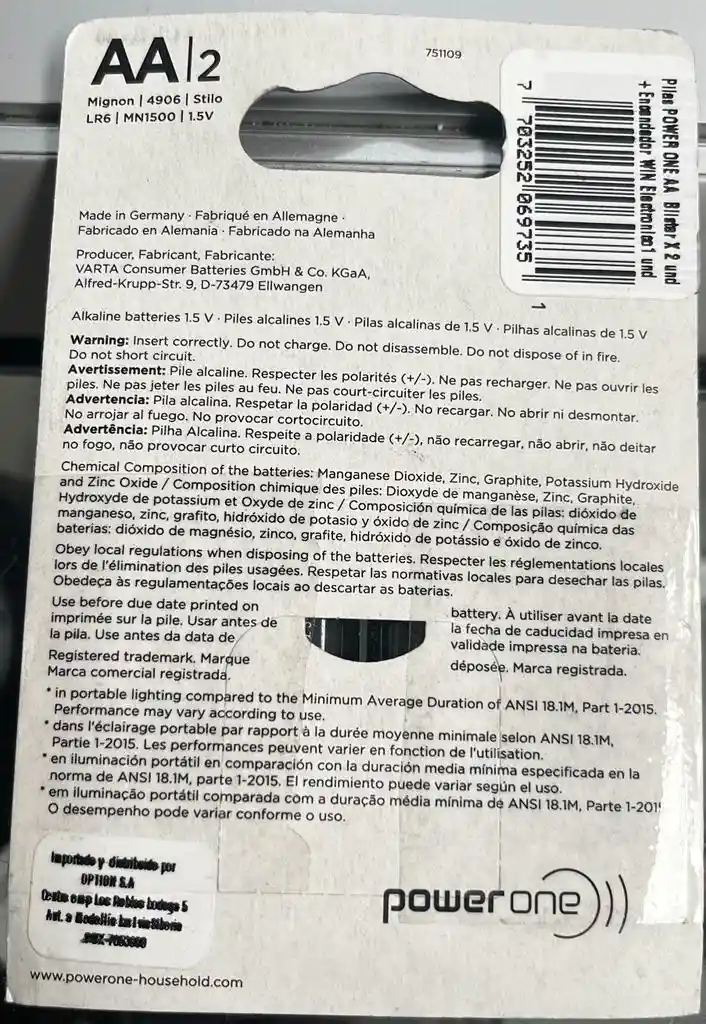 AA|2
Mignon | 4906 | Stilo
LR6 | MN1500 | 1.5V
751109
Pilas POWER ONE AA Blister X 2 und
+ Encendedor WIN Electronico1 und
7 703252 069735
1
Made in Germany · Fabriqué en Allemagne ·
Fabricado en Alemania · Fabricado na Alemanha
Producer, Fabricant, Fabricante:
VARTA Consumer Batteries GmbH & Co. KGaA,
Alfred-Krupp-Str. 9, D-73479 Ellwangen
Alkaline batteries 1.5 V · Piles alcalines 1.5 V · Pilas alcalinas de 1.5 V · Pilhas alcalinas de 1.5 V
Warning: Insert correctly. Do not charge. Do not disassemble. Do not dispose of in fire.
Do not short circuit.
Avertissement: Pile alcaline. Respecter les polarités (+/-). Ne pas recharger. Ne pas ouvrir les
piles. Ne pas jeter les piles au feu. Ne pas court-circuiter les piles.
Advertencia: Pila alcalina. Respetar la polaridad (+/-). No recargar. No abrir ni desmontar.
No arrojar al fuego. No provocar cortocircuito.
Advertência: Pilha Alcalina. Respeite a polaridade (+/-), não recarregar, não abrir, não deitar
no fogo, não provocar curto circuito.
Chemical Composition of the batteries: Manganese Dioxide, Zinc, Graphite, Potassium Hydroxide
and Zinc Oxide / Composition chimique des piles: Dioxyde de manganèse, Zinc, Graphite,
Hydroxyde de potassium et Oxyde de zinc / Composición química de las pilas: dióxido de
manganeso, zinc, grafito, hidróxido de potasio y óxido de zinc / Composição química das
baterias: dióxido de magnésio, zinco, grafite, hidróxido de potássio e óxido de zinco.
Obey local regulations when disposing of the batteries. Respecter les réglementations locales
lors de l'élimination des piles usagées. Respetar las normativas locales para desechar las pilas.
Obedeça às regulamentações locais ao descartar as baterias.
Use before due date printed on battery. À utiliser avant la date
imprimée sur la pile. Usar antes de la fecha de caducidad impresa en
la pila. Use antes da data de validade impressa na bateria.
Registered trademark. Marque déposée. Marca registrada.
Marca comercial registrada.
* in portable lighting compared to the Minimum Average Duration of ANSI 18.1M, Part 1-2015.
Performance may vary according to use.
* dans l'éclairage portable par rapport à la durée moyenne minimale selon ANSI 18.1M,
Partie 1-2015. Les performances peuvent varier en fonction de l'utilisation.
* en iluminación portátil en comparación con la duración media mínima especificada en la
norma de ANSI 18.1M, parte 1-2015. El rendimiento puede variar según el uso.
* em iluminação portátil comparada com a duração média mínima de ANSI 18.1M, Parte 1-201
O desempenho pode variar conforme o uso.
Importado y distribuido por
OPTION S.A
Centro emp Los Robles bodega 5
Aut. a Medellín
powerone
www.powerone-household.com